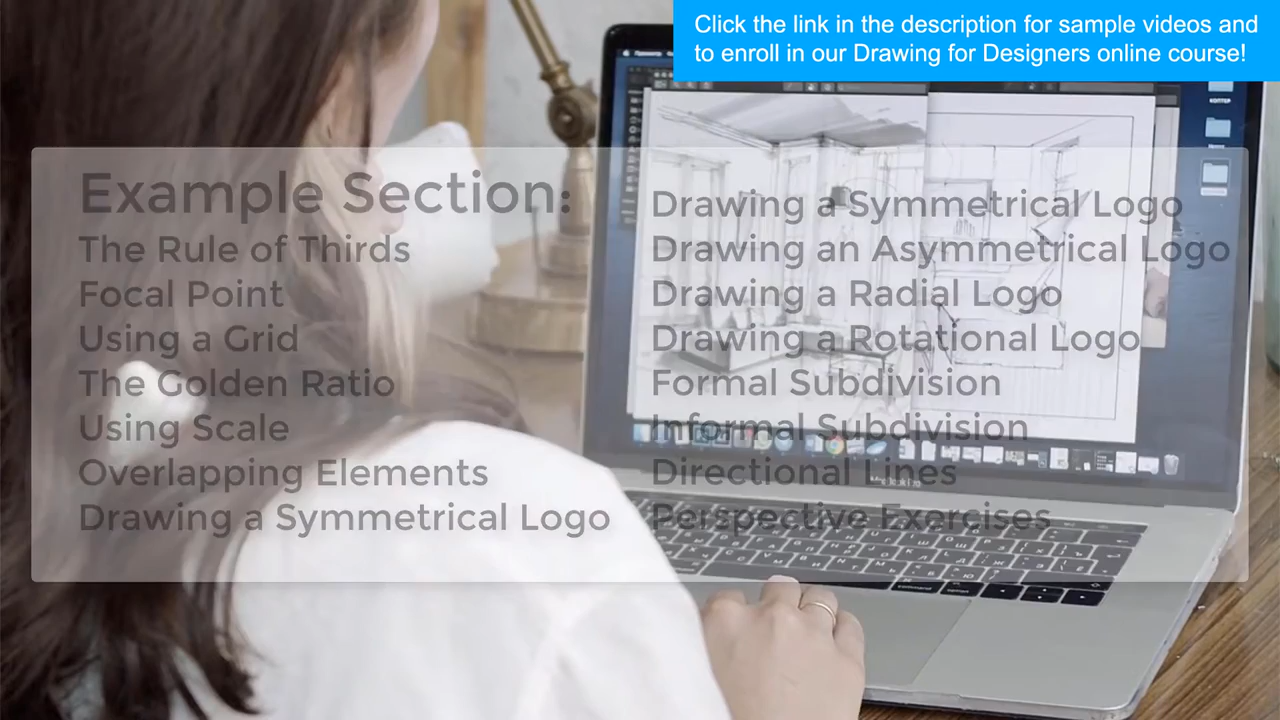 Click the link in the description for sample videos and
to enroll in our Drawing for Designers online course!
Example Section:
The Rule of Thirds
Focal Point
Using a Grid
The Golden Ratio
Using Scale
Overlapping Elements
Drawing a Symmetrical Logo
Drawing a Symmetrical Logo
Drawing an Asymmetrical Logo
Drawing a Radial Logo
Drawing a Rotational Logo
Formal Subdivision
Informal Subdivision
Directional Lines
Perspective Exercises
MacBook Pro